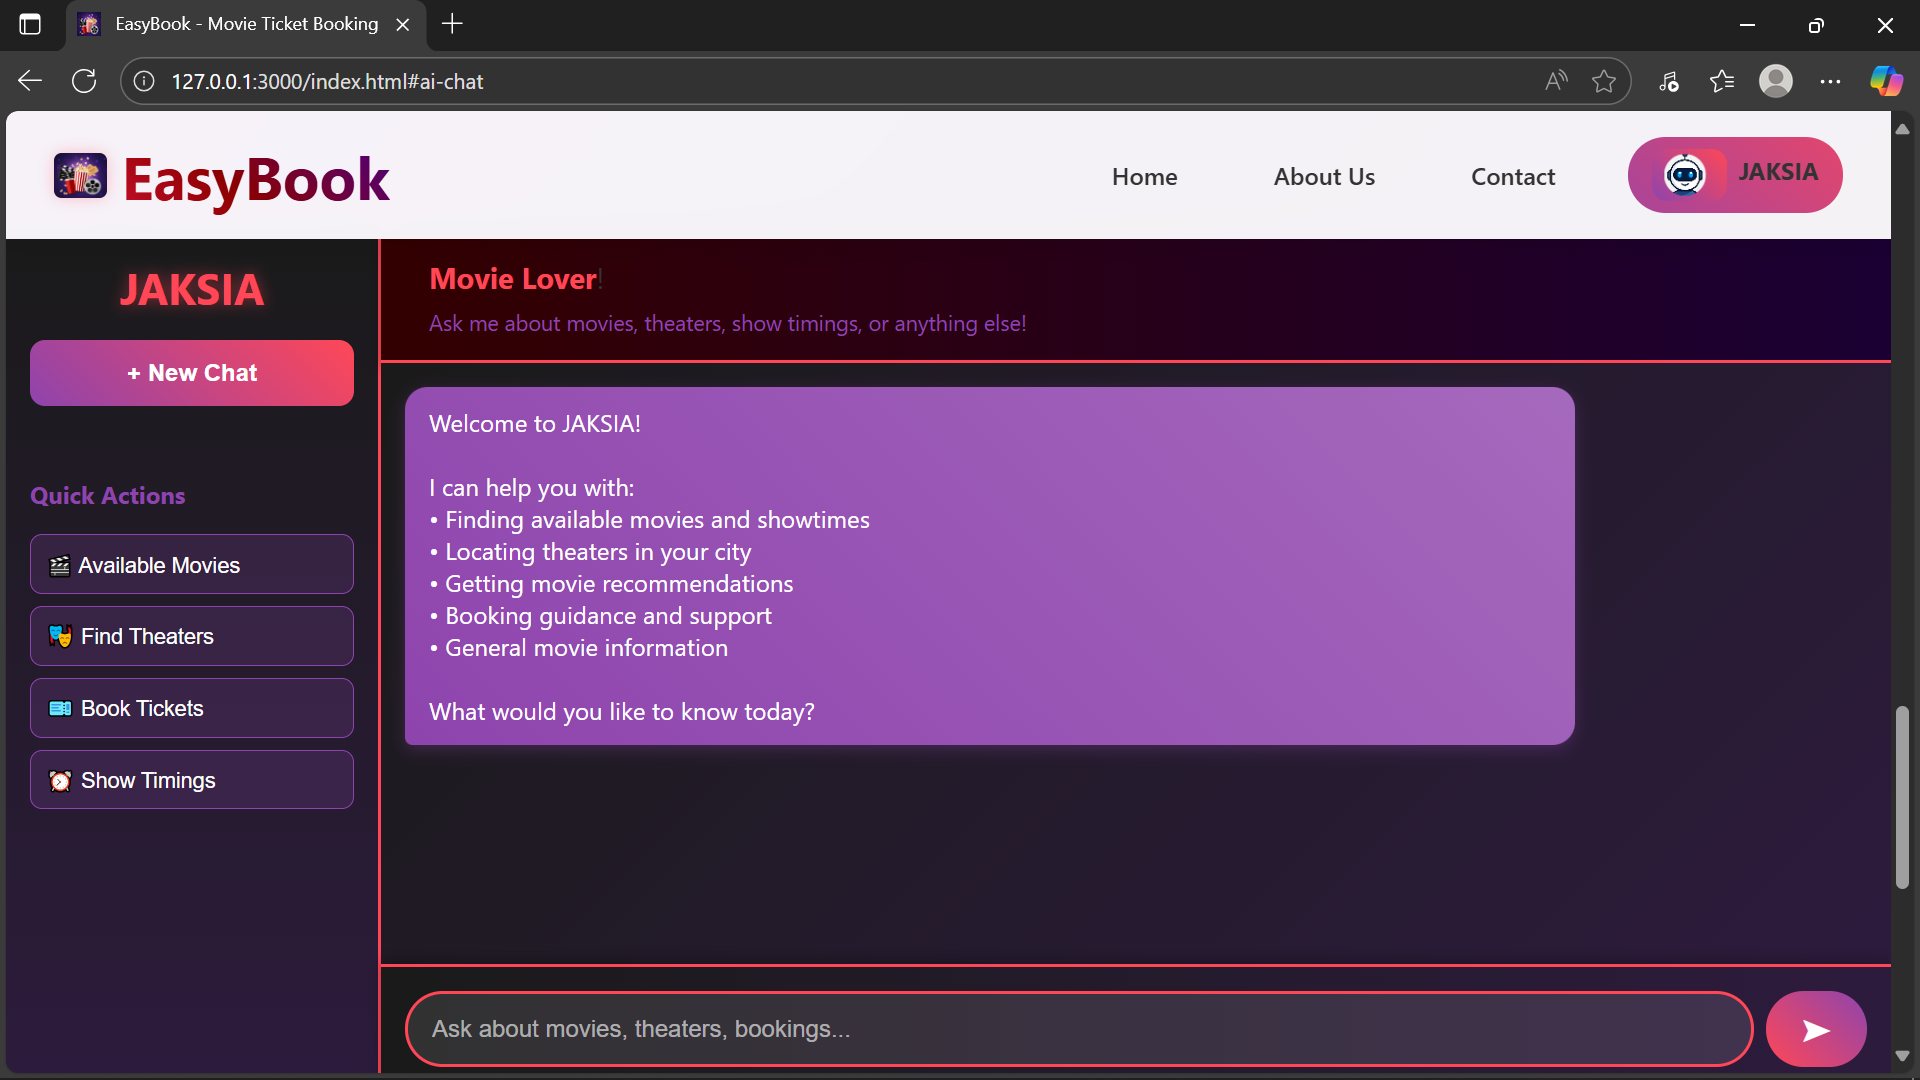 EasyBook - Movie Ticket Booking
127.0.0.1:3000/index.html#ai-chat
EasyBook
Home
About Us
Contact
JAKSIA
JAKSIA
+ New Chat
Quick Actions
Available Movies
Find Theaters
Book Tickets
Show Timings
Movie Lover!
Ask me about movies, theaters, show timings, or anything else!
Welcome to JAKSIA!
I can help you with:
• Finding available movies and showtimes
• Locating theaters in your city
• Getting movie recommendations
• Booking guidance and support
• General movie information
What would you like to know today?
Ask about movies, theaters, bookings...